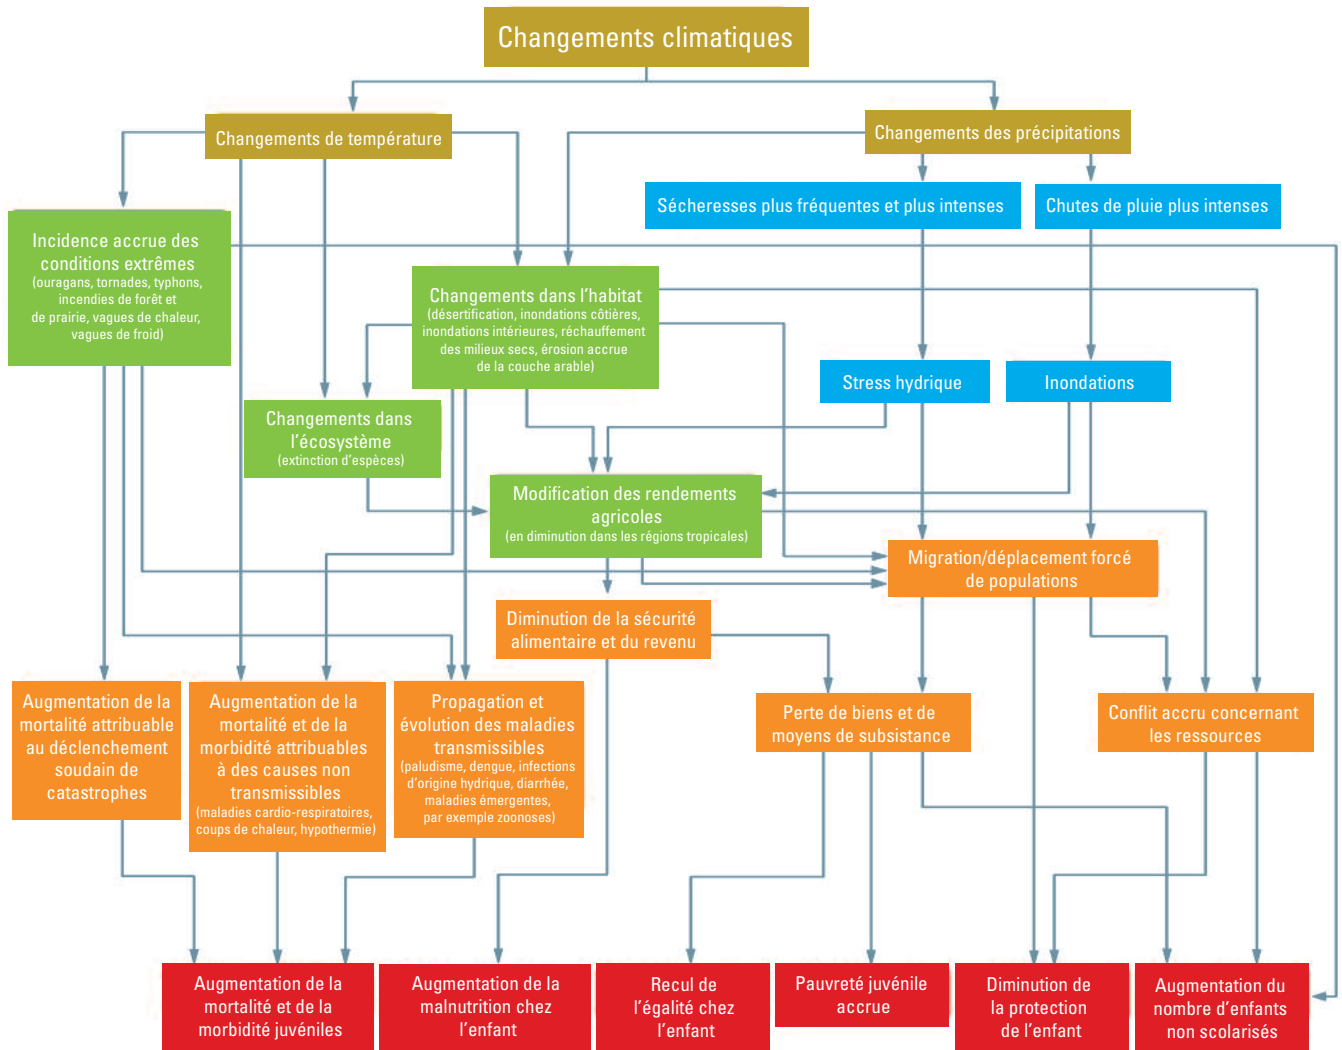 Changements climatiques
Changements de température
Changements des précipitations
Sécheresses plus fréquentes et plus intenses
Chutes de pluie plus intenses
Incidence accrue des
conditions extrêmes
(ouragans, tornades, typhons,
incendies de forêt et
de prairie, vagues de chaleur,
vagues de froid)
Changements dans l'habitat
(désertification, inondations côtières,
inondations intérieures, réchauffement
des milieux secs, érosion accrue
de la couche arable)
Stress hydrique
Inondations
Changements dans
l'écosystème
(extinction d'espèces)
Modification des rendements
agricoles
(en diminution dans les régions tropicales)
Migration/déplacement forcé
de populations
Diminution de la sécurité
alimentaire et du revenu
Augmentation de la
mortalité attribuable
au déclenchement
soudain de
catastrophes
Augmentation de la
mortalité et de la
morbidité attribuables
à des causes non
transmissibles
(maladies cardio-respiratoires,
coups de chaleur, hypothermie)
Propagation et
évolution des maladies
transmissibles
(paludisme, dengue, infections
d'origine hydrique, diarrhée,
maladies émergentes,
par exemple zoonoses)
Perte de biens et de
moyens de subsistance
Conflit accru concernant
les ressources
Augmentation de la
mortalité et de la
morbidité juvéniles
Augmentation de la
malnutrition chez
l'enfant
Recul de
l'égalité chez
l'enfant
Pauvreté juvénile
accrue
Diminution de
la protection
de l'enfant
Augmentation du
nombre d'enfants
non scolarisés